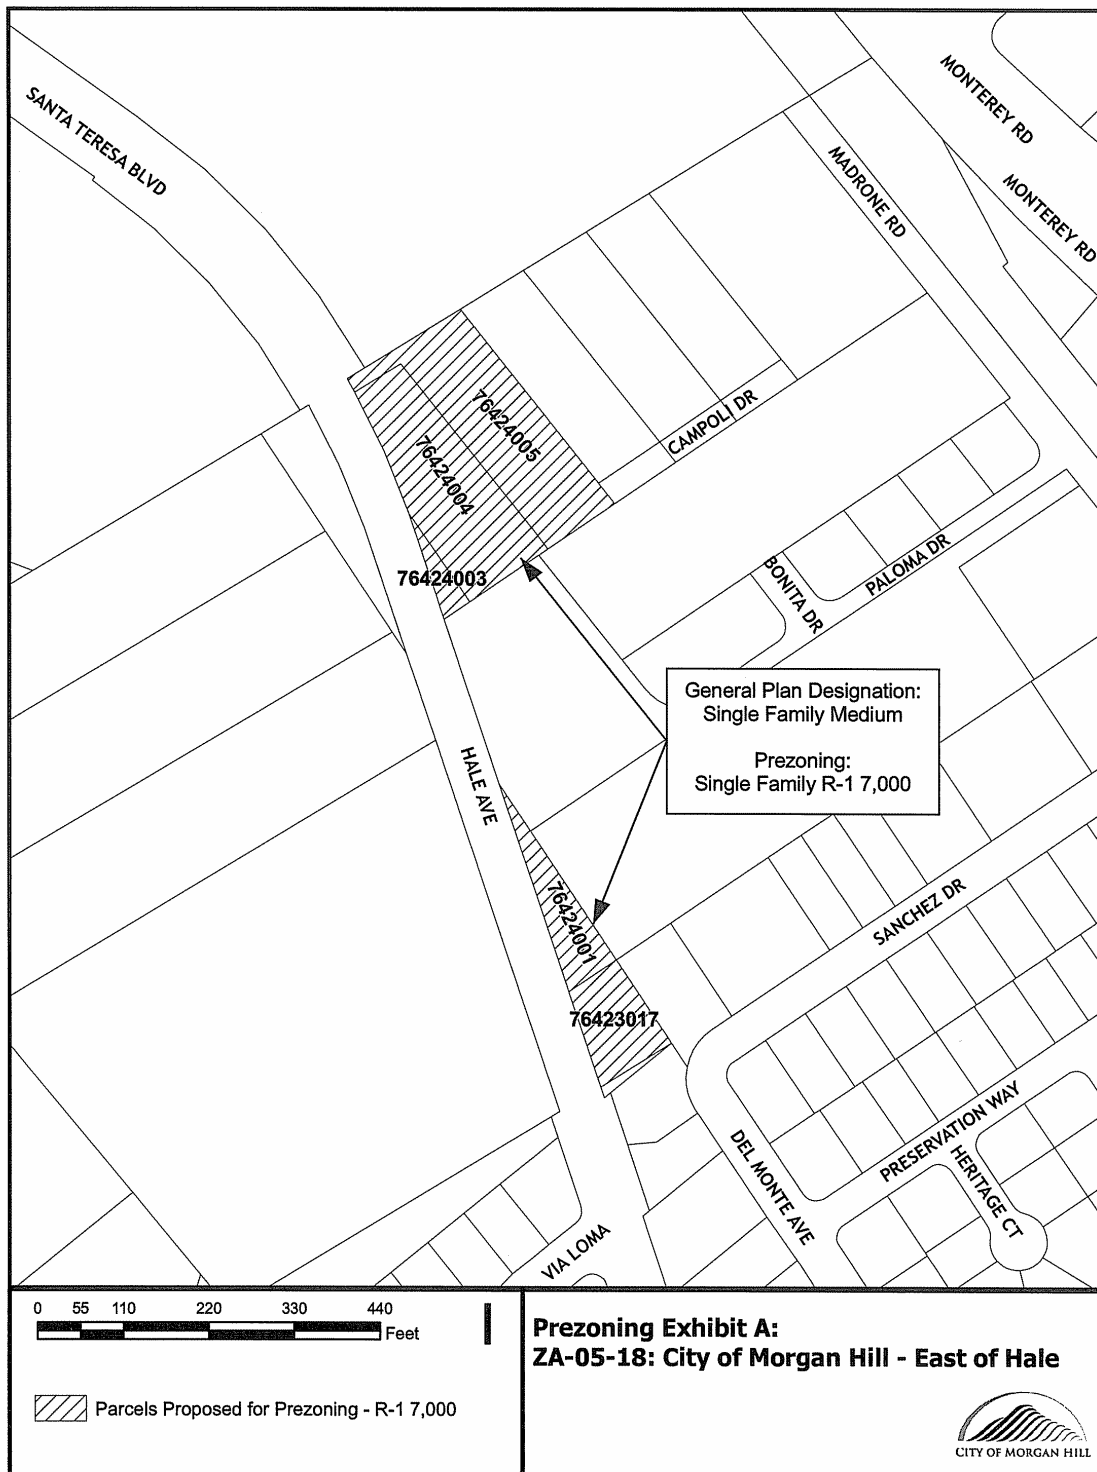 MONTEREY RD
SANTA TERESA BLVD
MADRONE RD
MONTEREY RD
76424005
CAMPOLI DR
76424004
76424003
PALOMA DR
BONITA DR
General Plan Designation:
Single Family Medium
Prezoning:
Single Family R-1 7,000
HALE AVE
76424001
SANCHEZ DR
76423017
PRESERVATION WAY
DEL MONTE AVE
HERITAGE CT
VIA LOMA
0 55 110 220 330 440
Feet
Parcels Proposed for Prezoning - R-1 7,000
Prezoning Exhibit A:
ZA-05-18: City of Morgan Hill - East of Hale
CITY OF MORGAN HILL